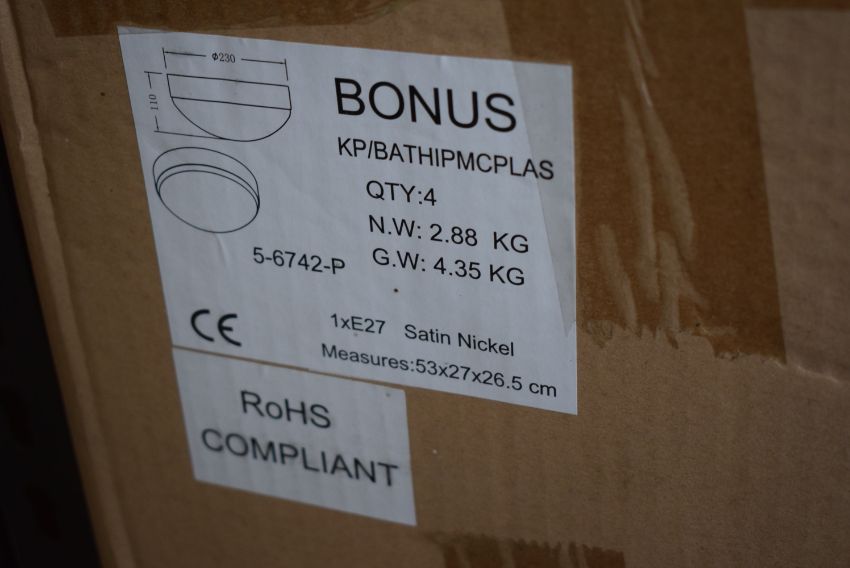 Φ230
110
BONUS
KP/BATHIPMCPLAS
QTY:4
N.W: 2.88 KG
G.W: 4.35 KG
5-6742-P
CE
1xE27 Satin Nickel
Measures:53x27x26.5 cm
RoHS
COMPLIANT